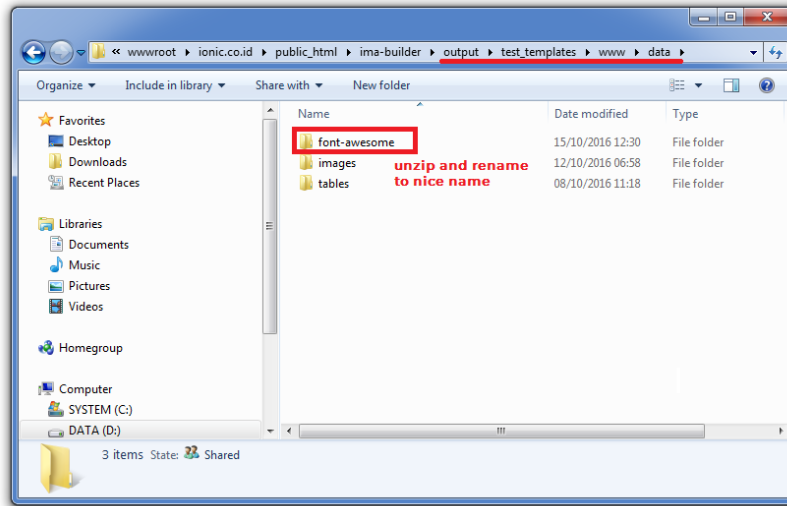 « wwwroot ionic.co.id public_html ima-builder output test_templates www data
Organize Include in library Share with New folder
Favorites
Desktop
Downloads
Recent Places
Libraries
Documents
Music
Pictures
Videos
Homegroup
Computer
SYSTEM (C:)
DATA (D:)
Name Date modified Type
font-awesome 15/10/2016 12:30 File folder
images 12/10/2016 06:58 File folder
tables 08/10/2016 11:18 File folder
unzip and rename
to nice name
3 items State: Shared